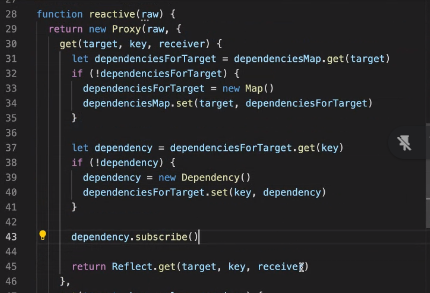 28 function reactive(raw) {
29 return new Proxy(raw, {
30 get(target, key, receiver) {
31 let dependenciesForTarget = dependenciesMap.get(target)
32 if (!dependenciesForTarget) {
33 dependenciesForTarget = new Map()
34 dependenciesMap.set(target, dependenciesForTarget)
35 }
36
37 let dependency = dependenciesForTarget.get(key)
38 if (!dependency) {
39 dependency = new Dependency()
40 dependenciesForTarget.set(key, dependency)
41 }
42
43 dependency.subscribe()
44
45 return Reflect.get(target, key, receiver)
46 },